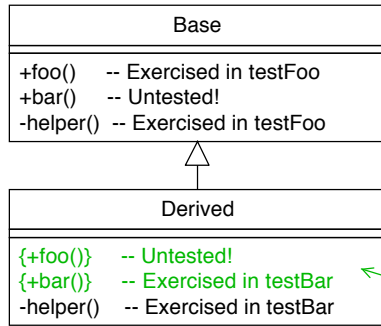 Base
+foo() -- Exercised in testFoo
+bar() -- Untested!
-helper() -- Exercised in testFoo
Derived
{+foo()} -- Untested!
{+bar()} -- Exercised in testBar
-helper() -- Exercised in testBar